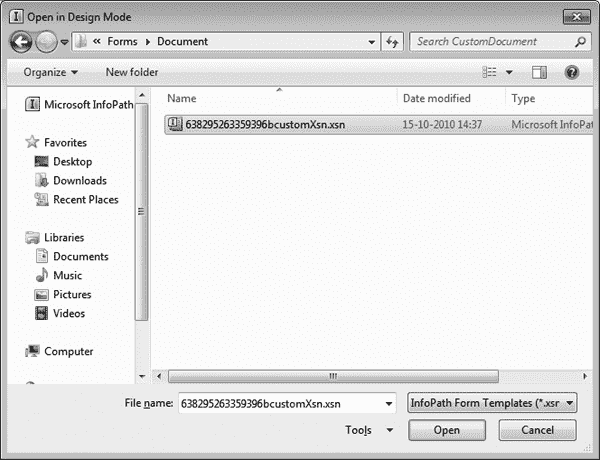 Open in Design Mode
« Forms Document Search CustomDocument
Organize New folder
Microsoft InfoPath
Favorites
Desktop
Downloads
Recent Places
Libraries
Documents
Music
Pictures
Videos
Computer
Name Date modified Type
638295263359396bcustomXsn.xsn 15-10-2010 14:37 Microsoft InfoPat
File name: 638295263359396bcustomXsn.xsn InfoPath Form Templates (*.xsr
Tools Open Cancel